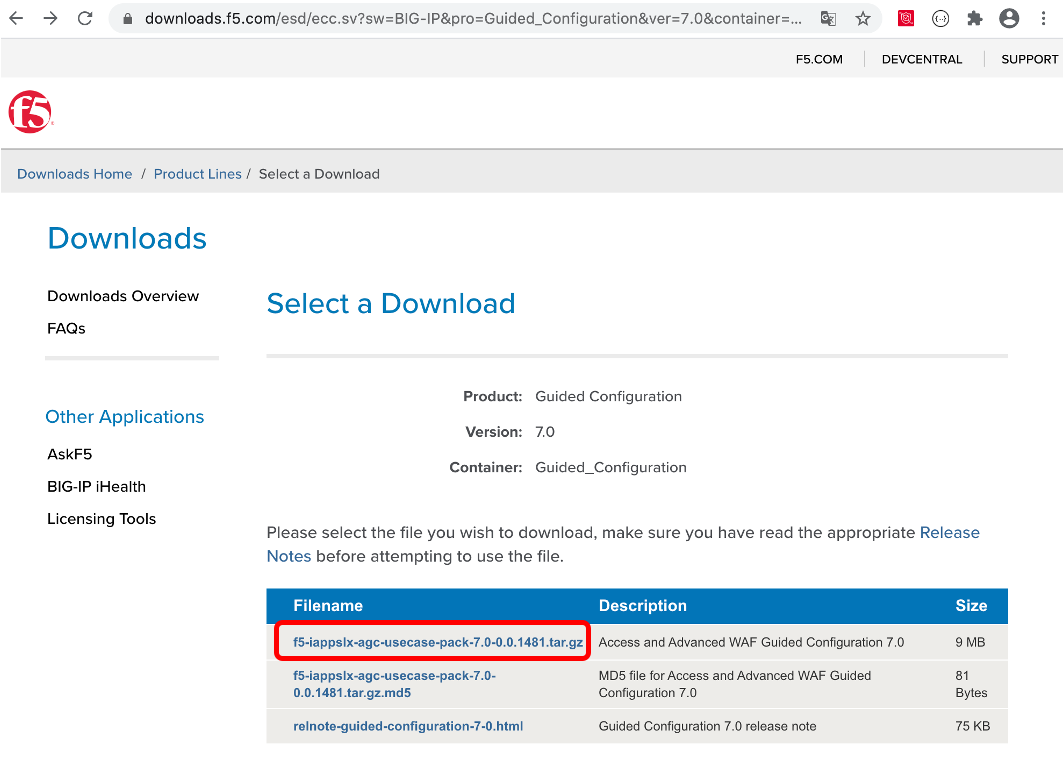 downloads.f5.com/esd/ecc.sv?sw=BIG-IP&pro=Guided_Configuration&ver=7.0&container=...
F5.COM DEVCENTRAL SUPPORT
f5
Downloads Home / Product Lines / Select a Download
Downloads
Downloads Overview
FAQs
Other Applications
AskF5
BIG-IP iHealth
Licensing Tools
Select a Download
Product: Guided Configuration
Version: 7.0
Container: Guided_Configuration
Please select the file you wish to download, make sure you have read the appropriate Release
Notes before attempting to use the file.
Filename Description Size
f5-iappslx-agc-usecase-pack-7.0-0.0.1481.tar.gz Access and Advanced WAF Guided Configuration 7.0 9 MB
f5-iappslx-agc-usecase-pack-7.0- MD5 file for Access and Advanced WAF Guided 81
0.0.1481.tar.gz.md5 Configuration 7.0 Bytes
relnote-guided-configuration-7-0.html Guided Configuration 7.0 release note 75 KB